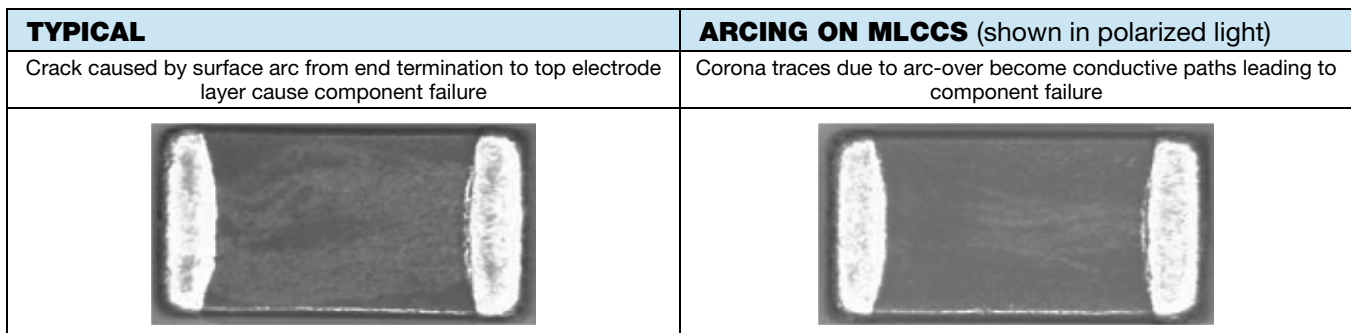 TYPICAL
ARCING ON MLCCS (shown in polarized light)
Crack caused by surface arc from end termination to top electrode
layer cause component failure
Corona traces due to arc-over become conductive paths leading to
component failure